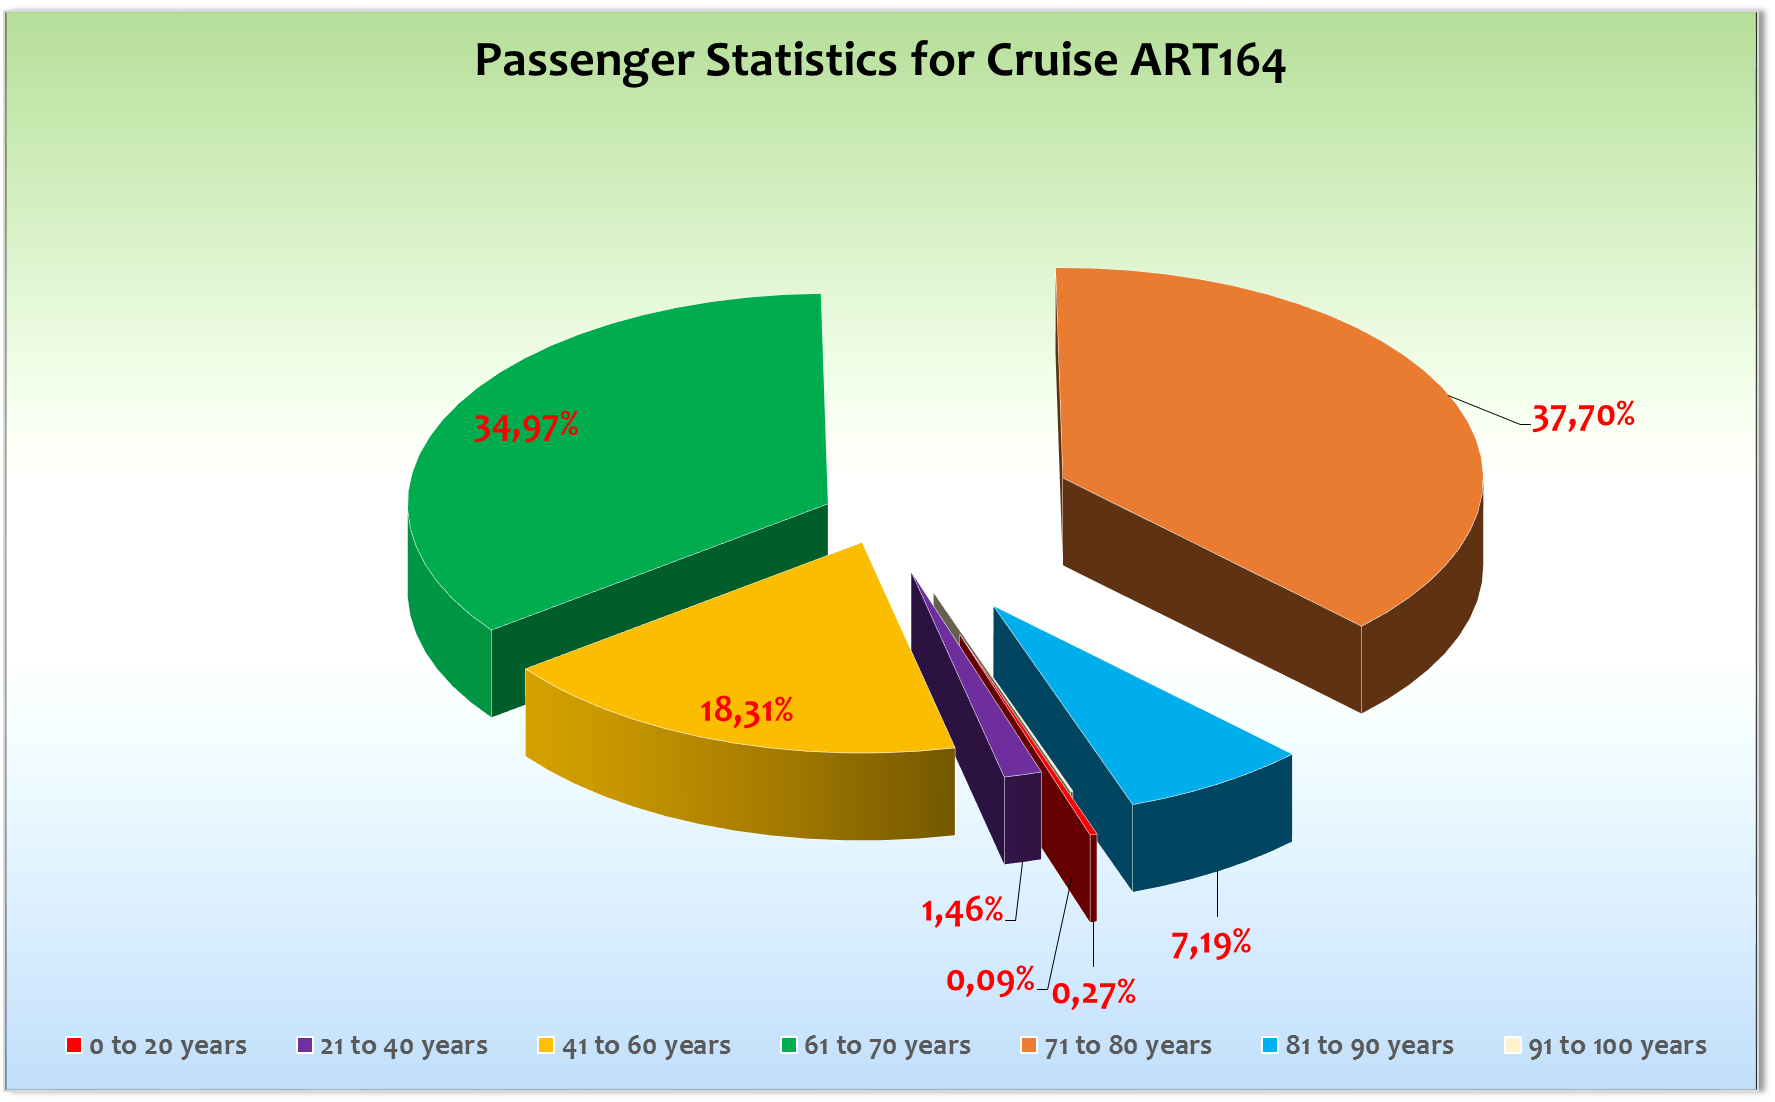 Passenger Statistics for Cruise ART164
34,97%
37,70%
18,31%
1,46%
7,19%
0,09%
0,27%
0 to 20 years
21 to 40 years
41 to 60 years
61 to 70 years
71 to 80 years
81 to 90 years
91 to 100 years